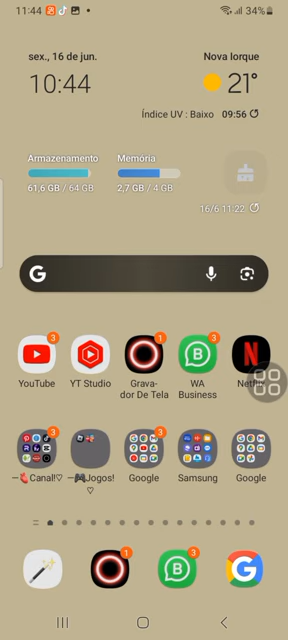 11:44
34%
sex., 16 de jun.
Nova Iorque
10:44
21°
Índice UV : Baixo 09:56
Armazenamento
Memória
61,6 GB / 64 GB
2,7 GB / 4 GB
16/6 11:22
G
3
1
3
YouTube
YT Studio
Grava-
dor De Tela
WA
Business
Netflix
3
3
—🫀Canal!♡
—🎮Jogos!
♡
Google
Samsung
Google
1
3